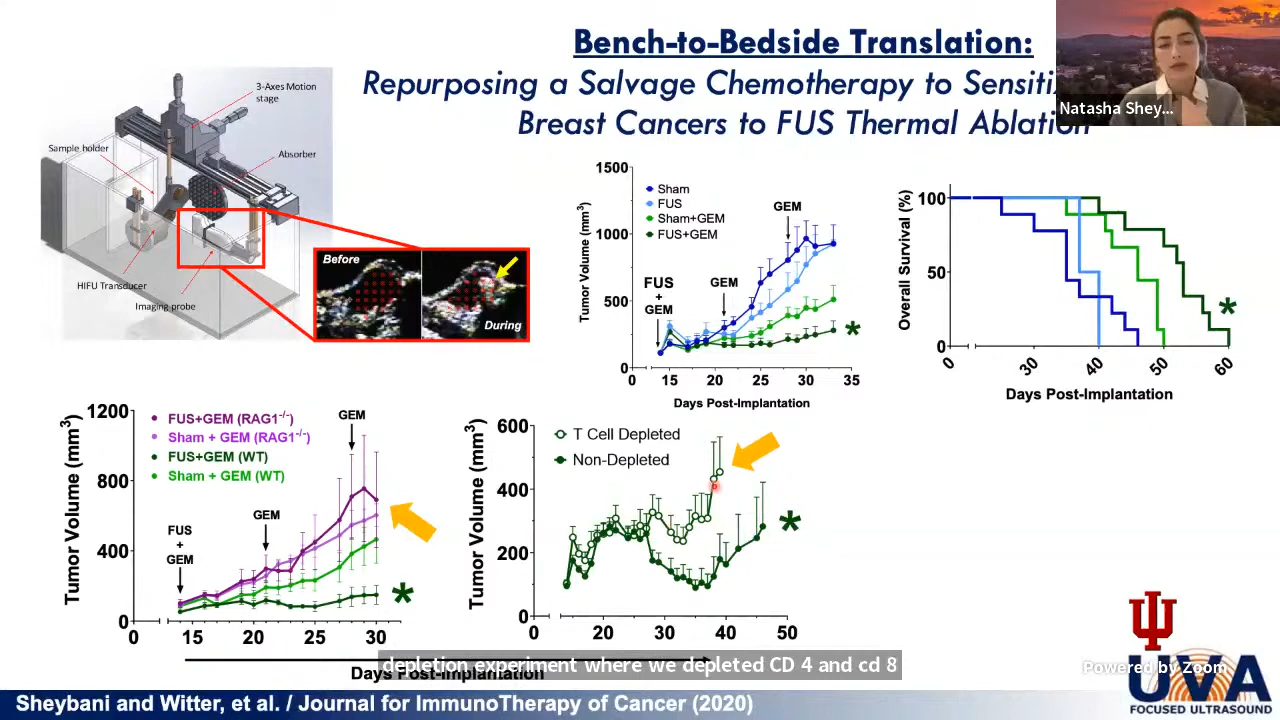 Bench-to-Bedside Translation:
Repurposing a Salvage Chemotherapy to Sensiti
Breast Cancers to FUS Thermal Ablation
Natasha Shey...
3-Axes Motion
stage
Sample holder
Absorber
HIFU Transducer
Imaging probe
Before
During
1500
1000
500
0
Tumor Volume (mm³)
Sham
FUS
Sham+GEM
FUS+GEM
GEM
FUS
+
GEM
GEM
*
0 15 20 25 30 35
Days Post-Implantation
Overall Survival (%)
100
50
0
*
0 30 40 50 60
Days Post-Implantation
Tumor Volume (mm³)
1200
800
400
0
FUS+GEM (RAG1⁻/⁻)
Sham + GEM (RAG1⁻/⁻)
FUS+GEM (WT)
Sham + GEM (WT)
GEM
GEM
FUS
+
GEM
*
0 15 20 25 30
Tumor Volume (mm³)
600
400
200
0
T Cell Depleted
Non-Depleted
*
0 20 30 40 50
Days Post-Implantation
depletion experiment where we depleted CD 4 and cd 8
Powered by Zoom
UVA
FOCUSED ULTRASOUND
Sheybani and Witter, et al. / Journal for ImmunoTherapy of Cancer (2020)